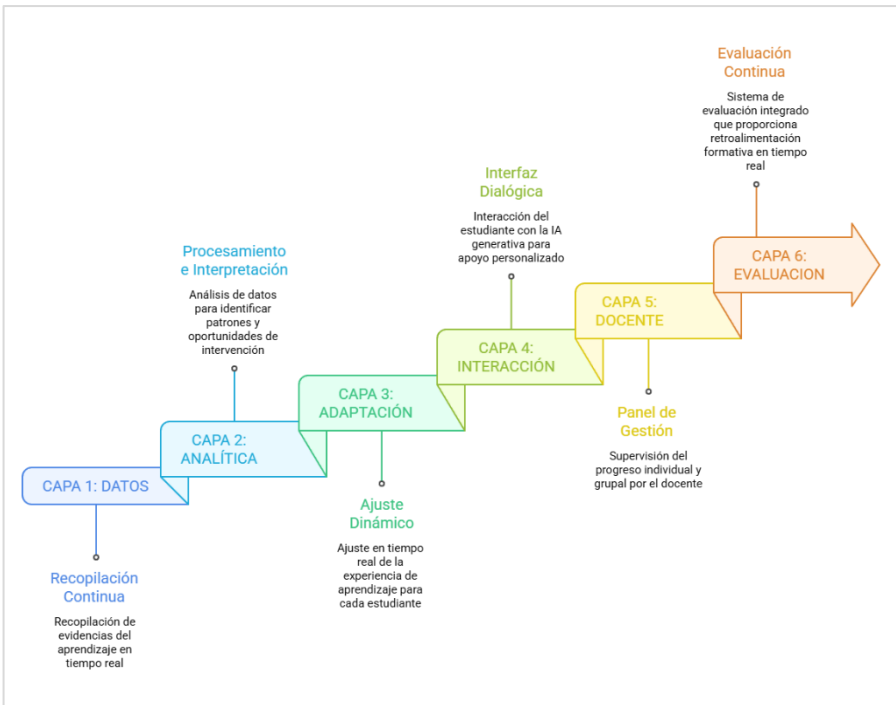 Evaluación
Continua
Sistema de
evaluación integrado
que proporciona
retroalimentación
formativa en tiempo
real
CAPA 6:
EVALUACION
Interfaz
Dialógica
Interacción del
estudiante con la IA
generativa para
apoyo personalizado
CAPA 5:
DOCENTE
Procesamiento
e Interpretación
Análisis de datos
para identificar
patrones y
oportunidades de
intervención
CAPA 4:
INTERACCIÓN
CAPA 3:
ADAPTACIÓN
Panel de
Gestión
Supervisión del
progreso individual y
grupal por el docente
CAPA 2:
ANALÍTICA
CAPA 1: DATOS
Ajuste
Dinámico
Ajuste en tiempo
real de la
experiencia de
aprendizaje para
cada estudiante
Recopilación
Continua
Recopilación de
evidencias del
aprendizaje en
tiempo real